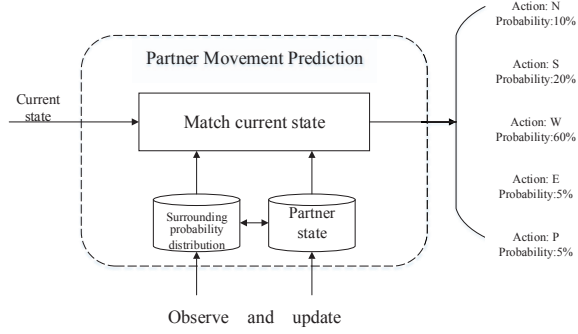 Partner Movement Prediction
Current
state
Match current state
Surrounding
probability
distribution
Partner
state
Observe and update
Action: N
Probability:10%
Action: S
Probability:20%
Action: W
Probability:60%
Action: E
Probability:5%
Action: P
Probability:5%